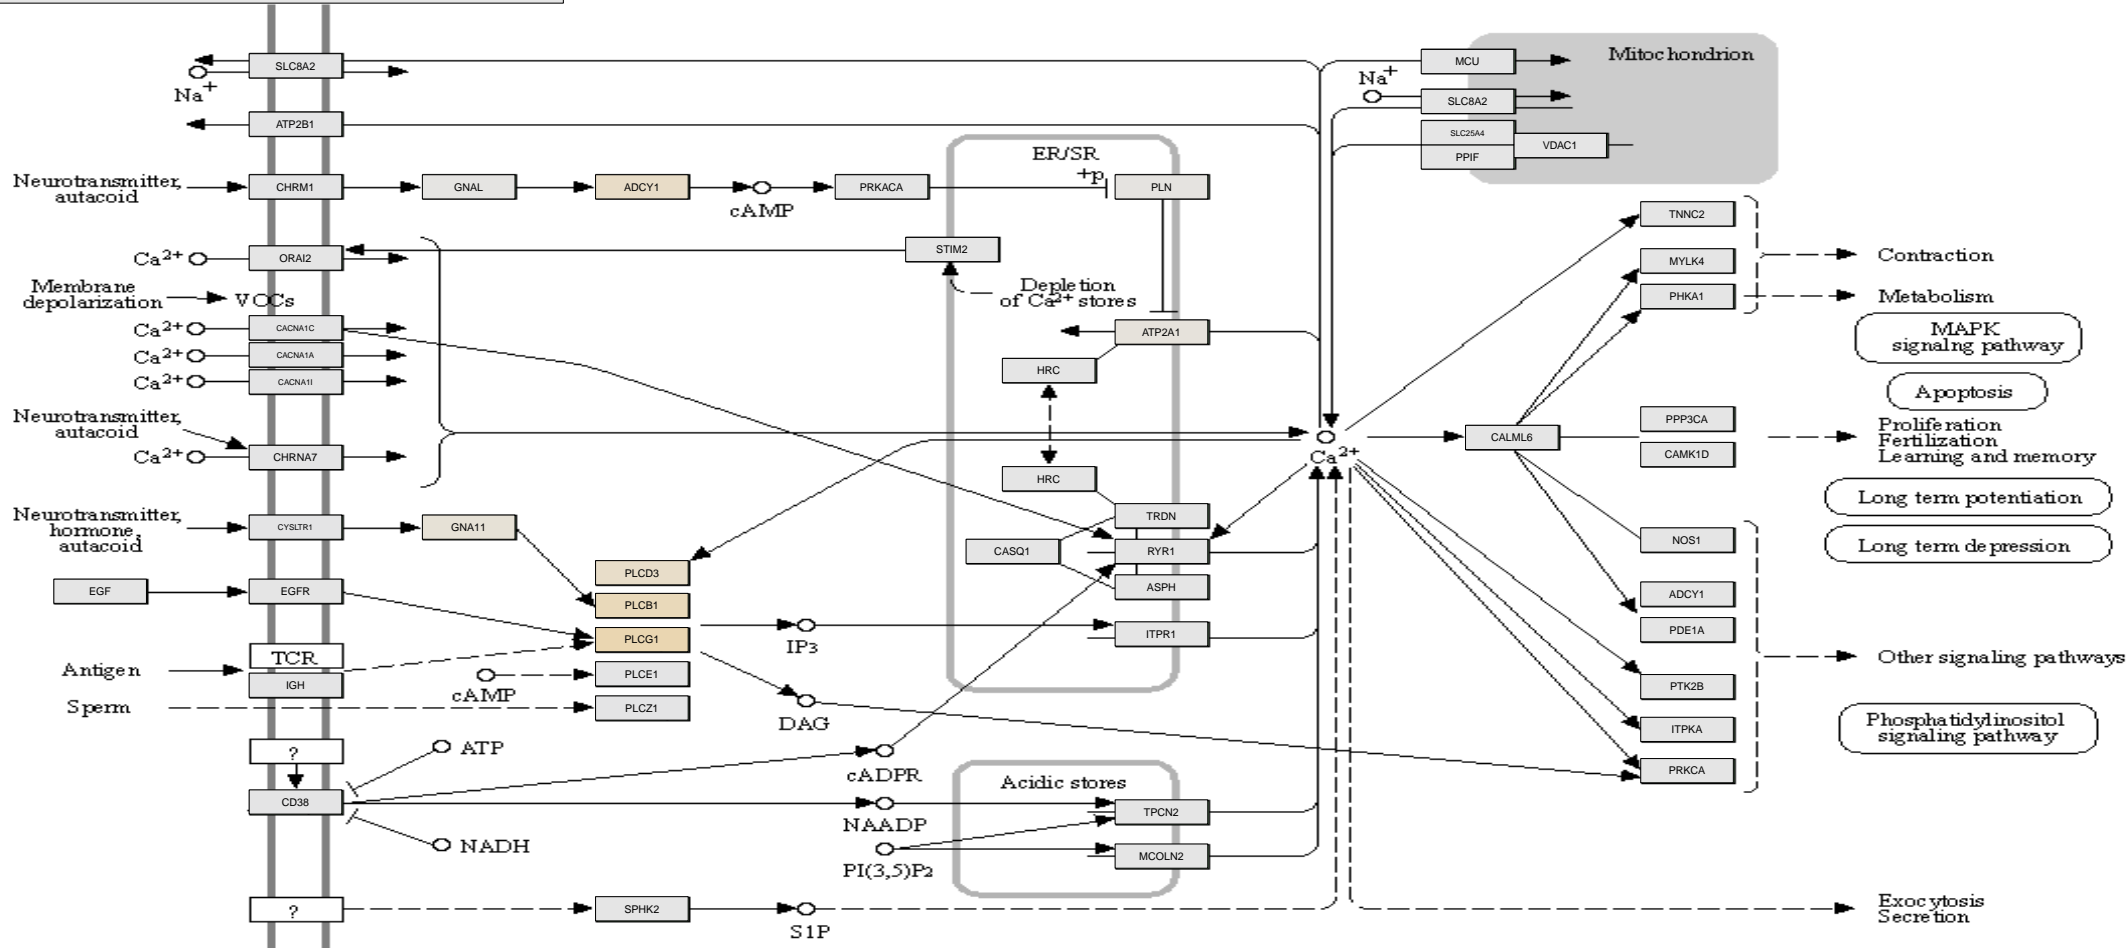 SLC8A2
Na+
ATP2B1
Neurotransmitter,
autacoid
CHRM1
GNAL
ADCY1
cAMP
PRKACA
ER/SR
+p
PLN
Ca2+
ORAI2
STIM2
Membrane
depolarization
VOCs
Depletion
of Ca2+ stores
Ca2+
CACNA1C
Ca2+
CACNA1A
Ca2+
CACNA1I
ATP2A1
HRC
Neurotransmitter,
autacoid
Ca2+
CHRNA7
HRC
Neurotransmitter,
hormone,
autacoid
CYSLTR1
GNA11
TRDN
CASQ1
RYR1
ASPH
EGF
EGFR
PLCD3
PLCB1
PLCG1
PLCE1
PLCZ1
IP3
ITPR1
Antigen
TCR
IGH
cAMP
Sperm
DAG
?
ATP
CD38
NADH
cADPR
NAADP
PI(3,5)P2
Acidic stores
TPCN2
MCOLN2
?
SPHK2
S1P
MCU
Mitochondrion
Na+
SLC8A2
SLC25A4
PPIF
VDAC1
Ca2+
CALML6
TNNC2
MYLK4
PHKA1
Contraction
Metabolism
MAPK
signalng pathway
Apoptosis
PPP3CA
CAMK1D
Proliferation
Fertilization
Learning and memory
Long term potentiation
Long term depression
NOS1
ADCY1
PDE1A
PTK2B
ITPKA
PRKCA
Other signaling pathways
Phosphatidylinositol
signaling pathway
Exocytosis
Secretion